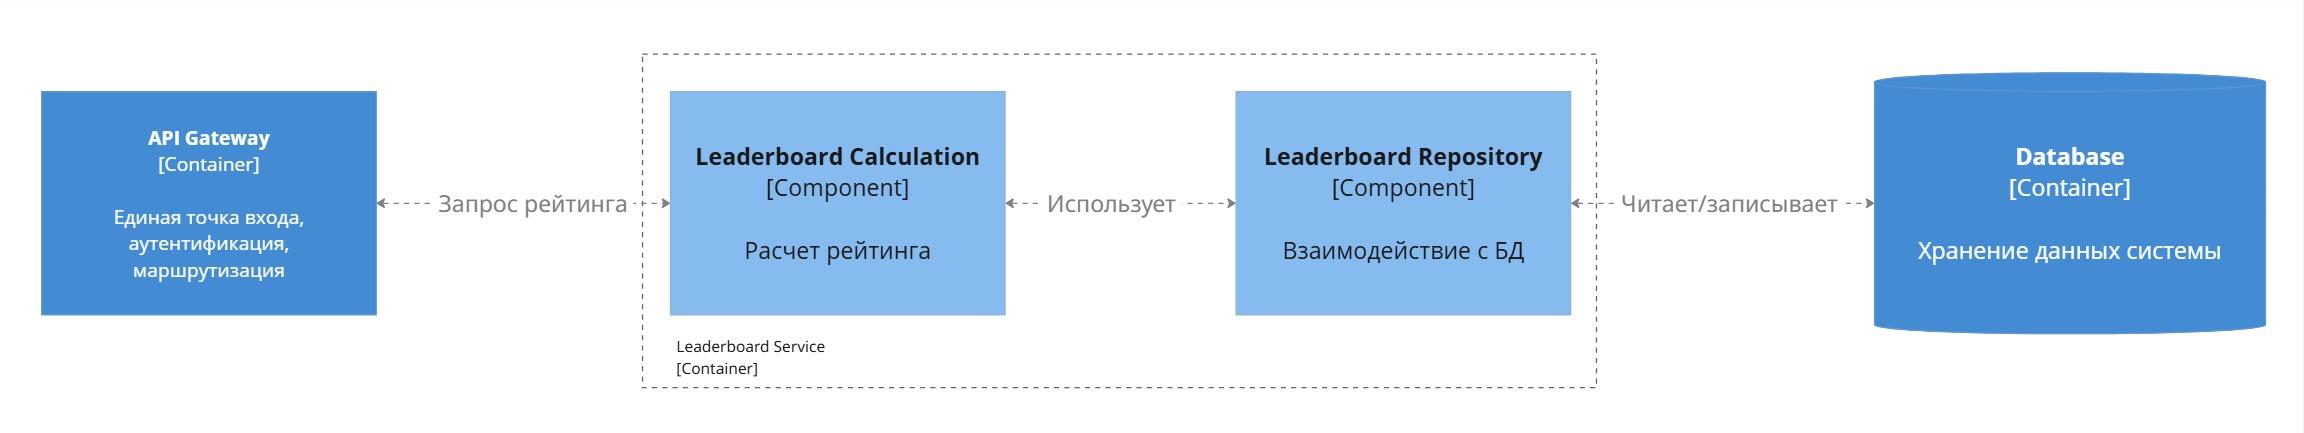 API Gateway
[Container]
Единая точка входа,
аутентификация,
маршрутизация
Запрос рейтинга
Leaderboard Calculation
[Component]
Расчет рейтинга
Использует
Leaderboard Repository
[Component]
Взаимодействие с БД
Leaderboard Service
[Container]
Читает/записывает
Database
[Container]
Хранение данных системы